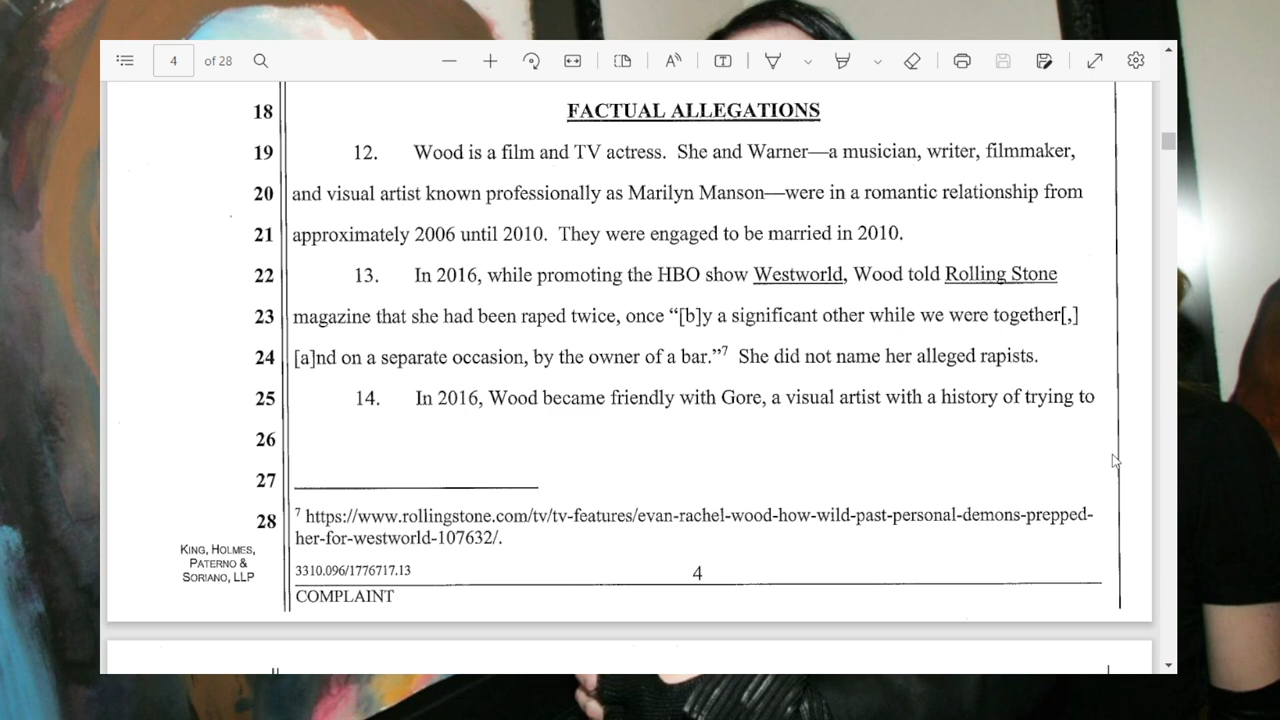 4 of 28
18 FACTUAL ALLEGATIONS
19 12. Wood is a film and TV actress. She and Warner—a musician, writer, filmmaker,
20 and visual artist known professionally as Marilyn Manson—were in a romantic relationship from
21 approximately 2006 until 2010. They were engaged to be married in 2010.
22 13. In 2016, while promoting the HBO show Westworld, Wood told Rolling Stone
23 magazine that she had been raped twice, once “[b]y a significant other while we were together[,]
24 [a]nd on a separate occasion, by the owner of a bar.”7 She did not name her alleged rapists.
25 14. In 2016, Wood became friendly with Gore, a visual artist with a history of trying to
26
27
28 7 https://www.rollingstone.com/tv/tv-features/evan-rachel-wood-how-wild-past-personal-demons-prepped-
her-for-westworld-107632/.
KING, HOLMES,
PATERNO &
SORIANO, LLP
3310.096/1776717.13
4
COMPLAINT